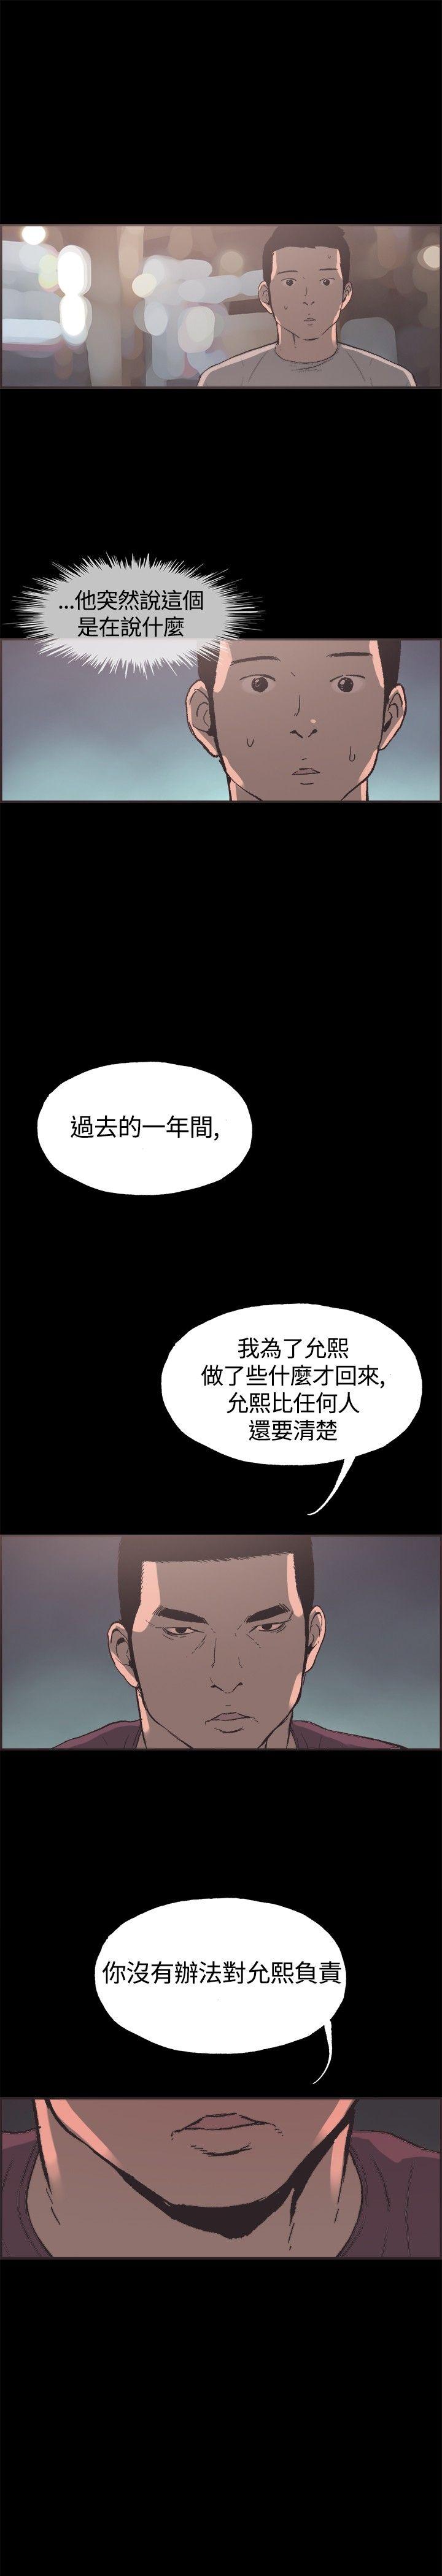 ...他突然說這個
是在說什麼
過去的一年間,
我為了允熙
做了些什麼才回來,
允熙比任何人
還要清楚
你沒有辦法對允熙負責